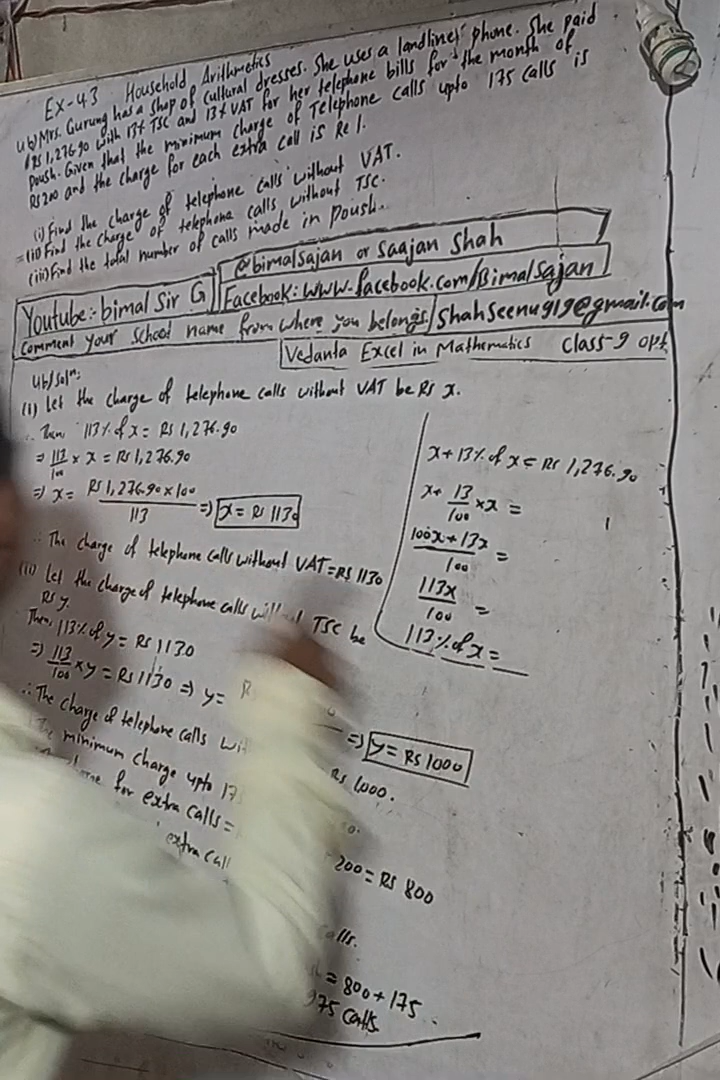 Ex-4.3 Household Arithmetics
4.b) Mrs. Gurung has a shop of cultural dresses. She uses a landline phone. She paid
Rs 1,276.90 with 13% TSC and 13% VAT for her telephone bills for the month of
Poush. Given that the minimum charge of Telephone calls upto 175 calls is
Rs 200 and the charge for each extra call is Re 1.
(i) Find the charge of telephone calls without VAT.
(ii) Find the charge of telephone calls without TSC.
(iii) Find the total number of calls made in Poush.
@bimalsajan or Saajan Shah
Youtube:- bimal Sir G
Facebook: www.facebook.com/Bimalsajan
Comment your school name from where you belongs/
Shahseenu919@gmail.com
Vedanta Excel in Mathematics Class-9 opt
4b/Solⁿ:
(i) Let the charge of telephone calls without VAT be Rs x.
∴ Then, 113% of x = Rs 1,276.90
⇒ 113/100 × x = Rs 1,276.90
⇒ x = Rs 1,276.90×100/113 ⇒ x = Rs 1130
∴ The charge of telephone calls without VAT = Rs 1130
x + 13% of x = Rs 1,276.90
x + 13/100 × x =
100x + 13x/100 =
113x/100 =
113% of x =
(ii) Let the charge of telephone calls TSC be
Rs y.
Then, 113% of y = Rs 1130
⇒ 113/100 × y = Rs 1130 ⇒ y = ⇒ y = Rs 1000
∴ The charge of telephone calls Rs 1000.
minimum charge upto
for extra calls = 200 = Rs 800
extra
calls.
= 800 + 175
975 calls